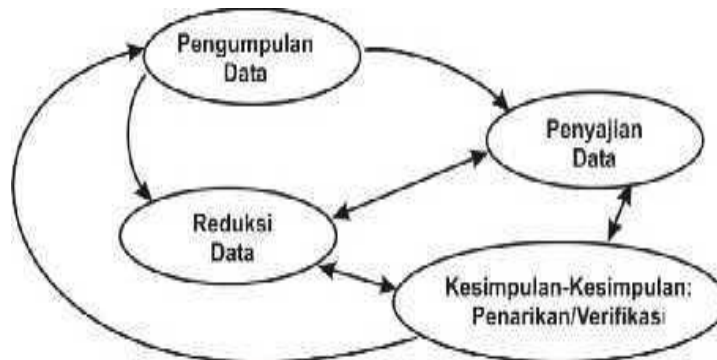 Pengumpulan
Data
Penyajian
Data
Reduksi
Data
Kesimpulan-Kesimpulan:
Penarikan/Verifikasi